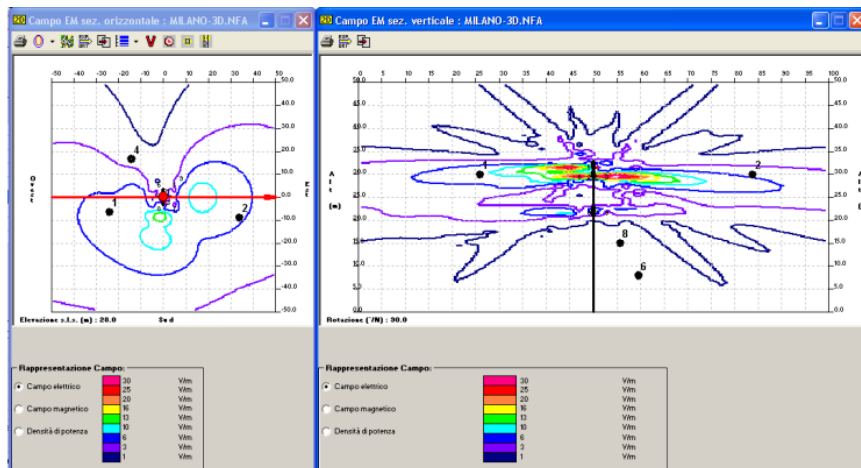 Campo EM sez. orizzontale : MILANO-3D.NFA
-50 -40 -30 -20 -10 0 10 20 30 40 50
50.0
40.0
30.0
20.0
10.0
0.0
-10.0
-20.0
-30.0
-40.0
-50.0
Ovest
Est
4
1
2
Elevazione s.l.s. (m) : 28.0 Sud
Rappresentazione Campo:
Campo elettrico
Campo magnetico
Densità di potenza
30 V/m
25 V/m
20 V/m
16 V/m
13 V/m
10 V/m
6 V/m
3 V/m
1 V/m
Campo EM sez. verticale : MILANO-3D.NFA
0 5 10 15 20 25 30 35 40 45 50 55 60 65 70 75 80 85 90 95 100
50.0
45.0
40.0
35.0
30.0
25.0
20.0
15.0
10.0
5.0
0.0
Alt
(m)
1
2
8
6
Rotazione (°/N) : 90.0
Rappresentazione Campo:
Campo elettrico
Campo magnetico
Densità di potenza
30 V/m
25 V/m
20 V/m
16 V/m
13 V/m
10 V/m
6 V/m
3 V/m
1 V/m